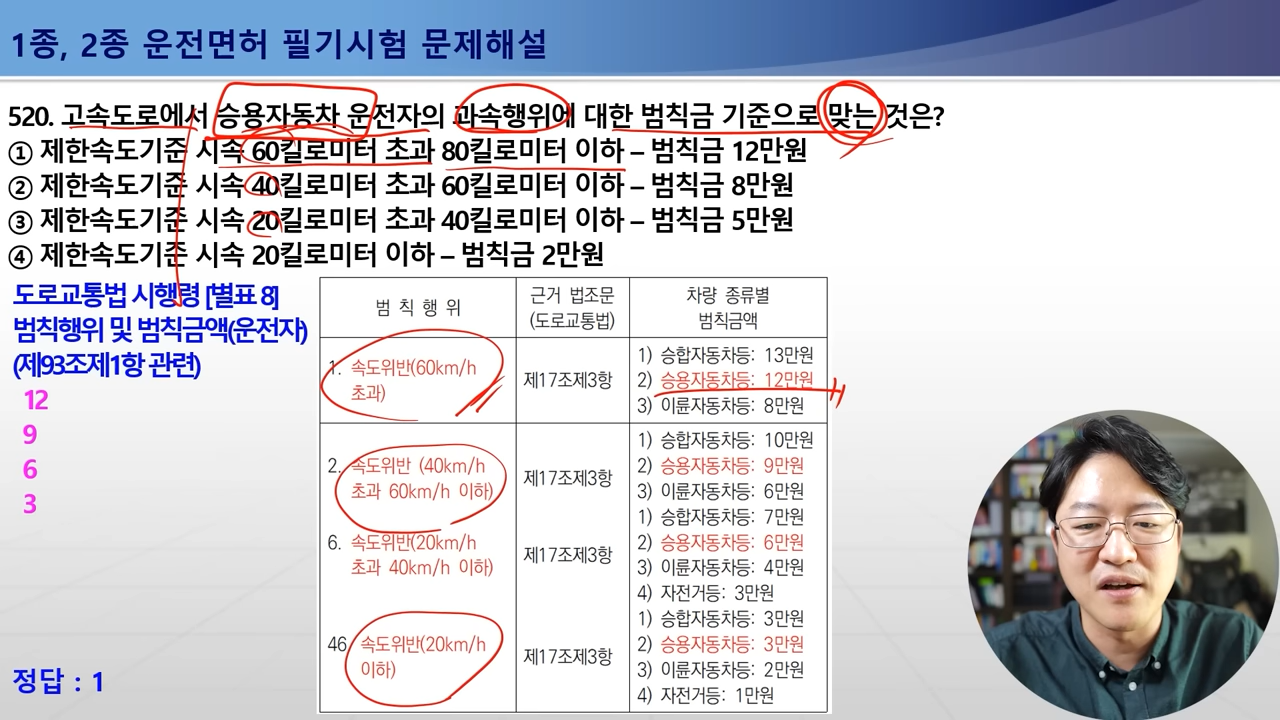 1종, 2종 운전면허 필기시험 문제해설
520. 고속도로에서 승용자동차 운전자의 과속행위에 대한 범칙금 기준으로 맞는 것은?
① 제한속도기준 시속 60킬로미터 초과 80킬로미터 이하 – 범칙금 12만원
② 제한속도기준 시속 40킬로미터 초과 60킬로미터 이하 – 범칙금 8만원
③ 제한속도기준 시속 20킬로미터 초과 40킬로미터 이하 – 범칙금 5만원
④ 제한속도기준 시속 20킬로미터 이하 – 범칙금 2만원
도로교통법 시행령 [별표 8]
범칙행위 및 범칙금액(운전자)
(제93조제1항 관련)
12
9
6
3
정답 : 1
범 칙 행 위
근거 법조문
(도로교통법)
차량 종류별
범칙금액
1. 속도위반(60km/h
초과)
제17조제3항
1) 승합자동차등: 13만원
2) 승용자동차등: 12만원
3) 이륜자동차등: 8만원
2. 속도위반 (40km/h
초과 60km/h 이하)
제17조제3항
1) 승합자동차등: 10만원
2) 승용자동차등: 9만원
3) 이륜자동차등: 6만원
6. 속도위반(20km/h
초과 40km/h 이하)
제17조제3항
1) 승합자동차등: 7만원
2) 승용자동차등: 6만원
3) 이륜자동차등: 4만원
4) 자전거등: 3만원
46 속도위반(20km/h
이하)
제17조제3항
1) 승합자동차등: 3만원
2) 승용자동차등: 3만원
3) 이륜자동차등: 2만원
4) 자전거등: 1만원